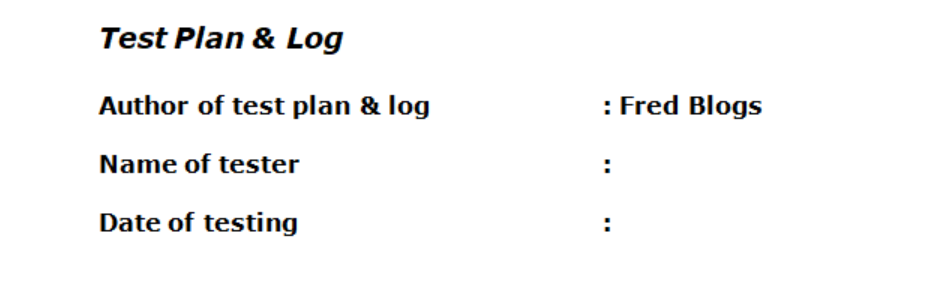 Test Plan & Log
Author of test plan & log : Fred Blogs
Name of tester :
Date of testing :